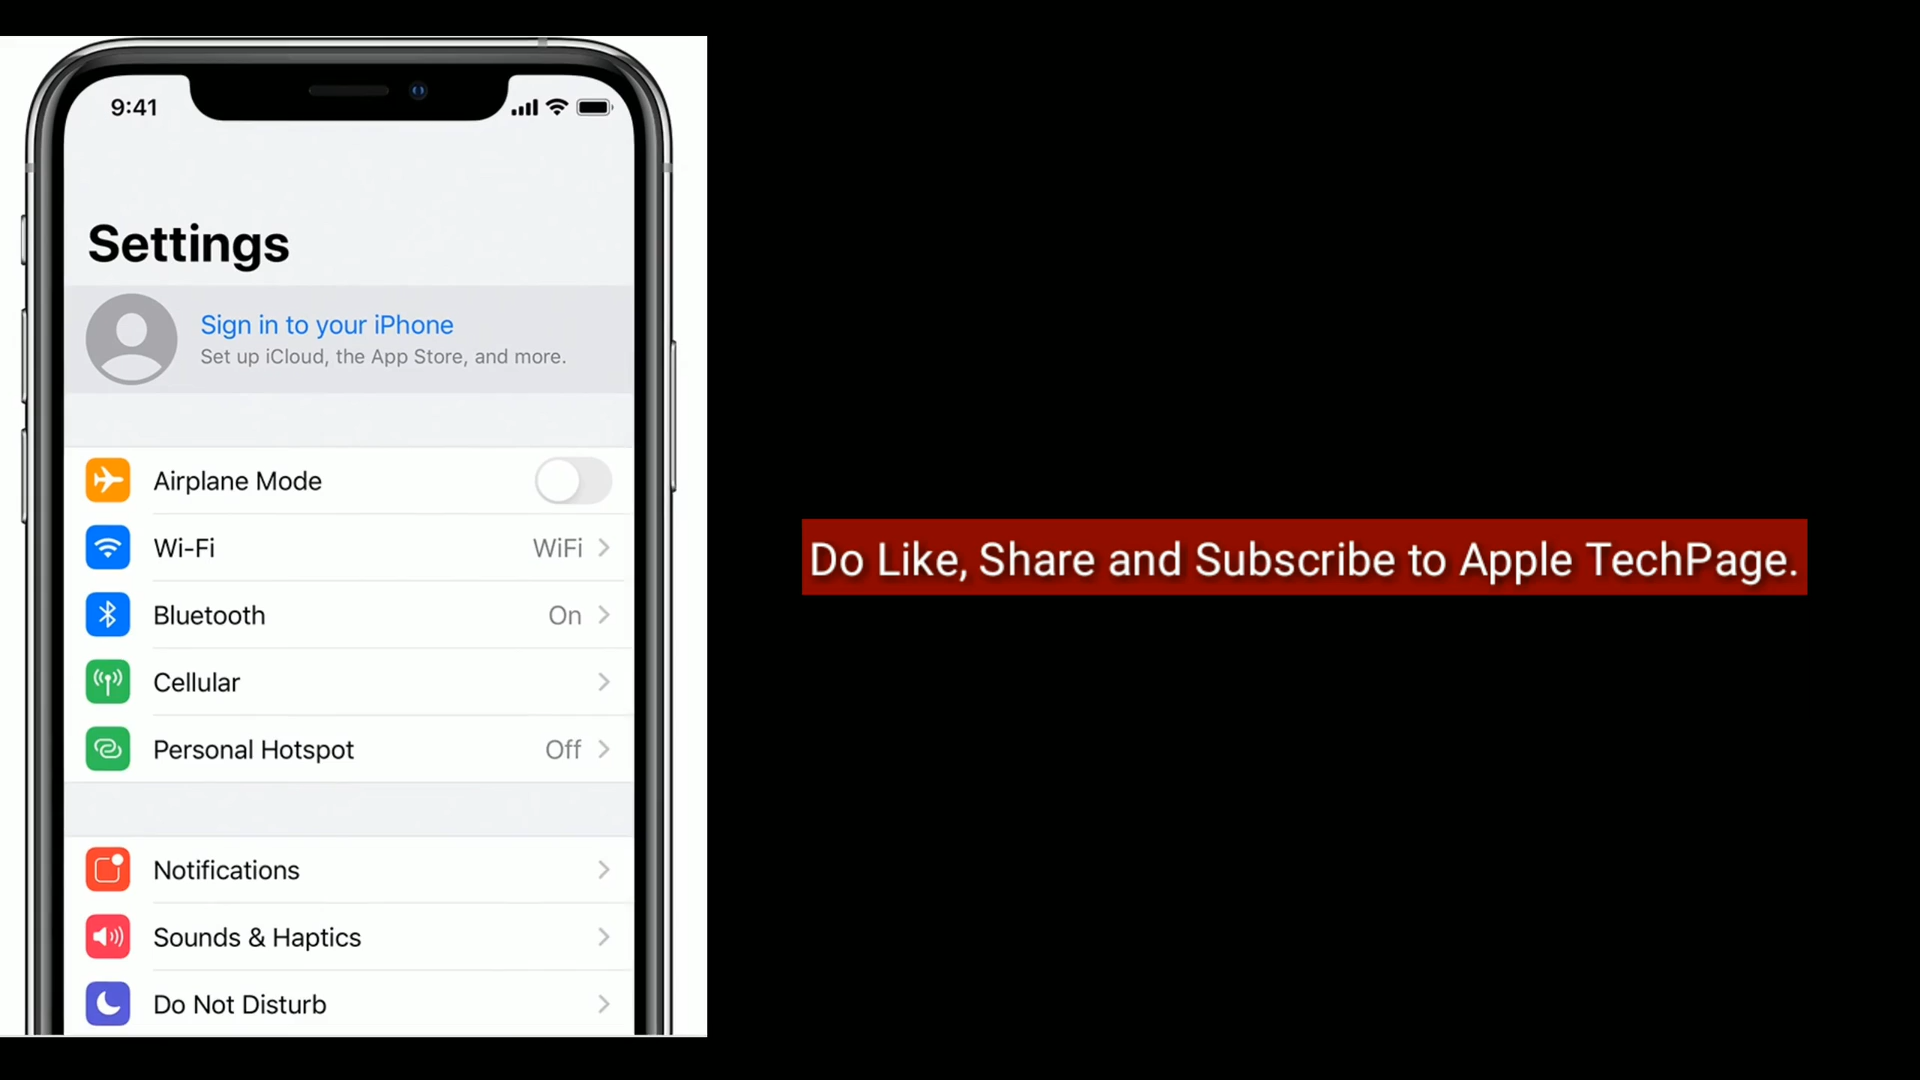 9:41
Settings
Sign in to your iPhone
Set up iCloud, the App Store, and more.
Airplane Mode
Wi-Fi WiFi
Bluetooth On
Cellular
Personal Hotspot Off
Notifications
Sounds & Haptics
Do Not Disturb
Do Like, Share and Subscribe to Apple TechPage.